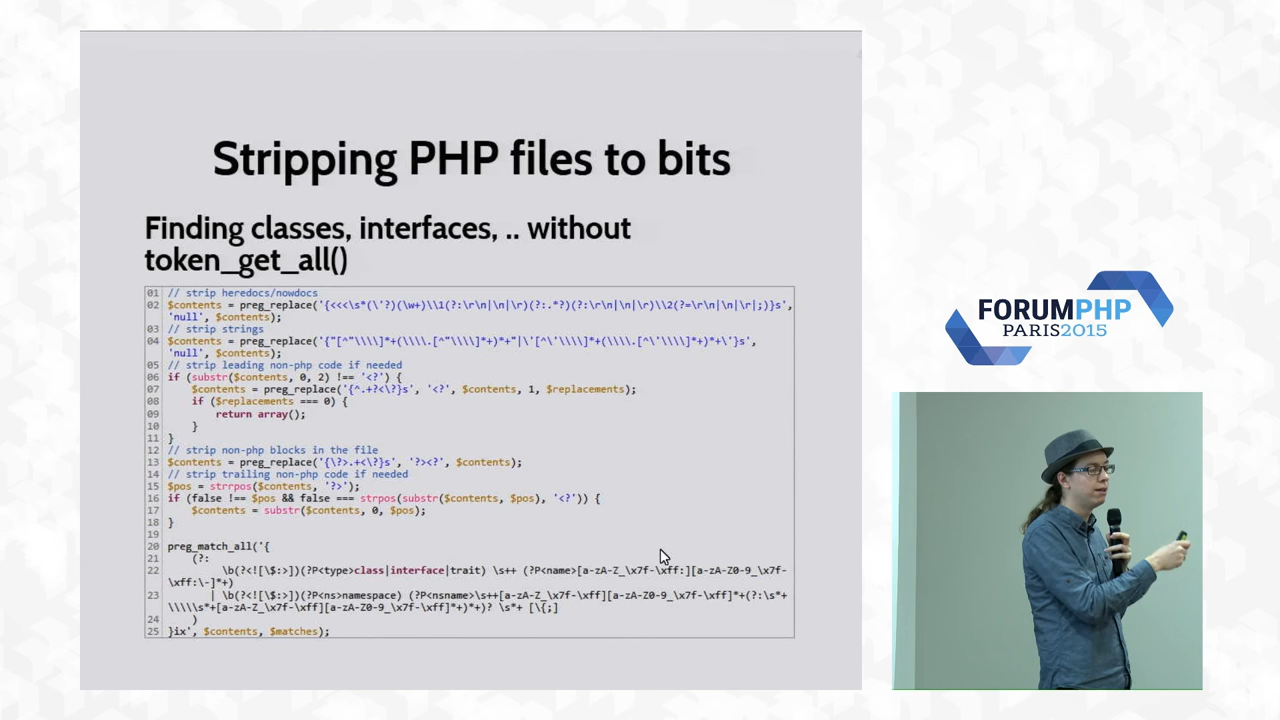 Stripping PHP files to bits
Finding classes, interfaces, .. without
token_get_all()
01 // strip heredocs/nowdocs
02 $contents = preg_replace('{<<<\s*(\'?)(\w+)\\1(?:\r\n|\n|\r)(?:.*?)(?:\r\n|\n|\r)\\2(?=\r\n|\n|\r|;)}s',
'null', $contents);
03 // strip strings
04 $contents = preg_replace('{"[^"\\\\]*+(\\\\.[^"\\\\]*+)*+"|\'[^\'\\\\]*+(\\\\.[^\'\\\\]*+)*+\'}s',
'null', $contents);
05 // strip leading non-php code if needed
06 if (substr($contents, 0, 2) !== '<?') {
07 $contents = preg_replace('{^.+?<\?}s', '<?', $contents, 1, $replacements);
08 if ($replacements === 0) {
09 return array();
10 }
11 }
12 // strip non-php blocks in the file
13 $contents = preg_replace('{\?>.+<\?}s', '?><?', $contents);
14 // strip trailing non-php code if needed
15 $pos = strrpos($contents, '?>');
16 if (false !== $pos && false === strpos(substr($contents, $pos), '<?')) {
17 $contents = substr($contents, 0, $pos);
18 }
19
20 preg_match_all('{
21 (?:
22 \b(?<![\$:>])(?P<type>class|interface|trait) \s++ (?P<name>[a-zA-Z_\x7f-\xff:][a-zA-Z0-9_\x7f-
\xff:\-]*+)
23 | \b(?<![\$:>])(?P<ns>namespace) (?P<nsname>\s++[a-zA-Z_\x7f-\xff][a-zA-Z0-9_\x7f-\xff]*+(?:\s*+
\\\\\s*+[a-zA-Z_\x7f-\xff][a-zA-Z0-9_\x7f-\xff]*+)*+)? \s*+ [\{;]
24 )
25 }ix', $contents, $matches);
FORUMPHP
PARIS2015